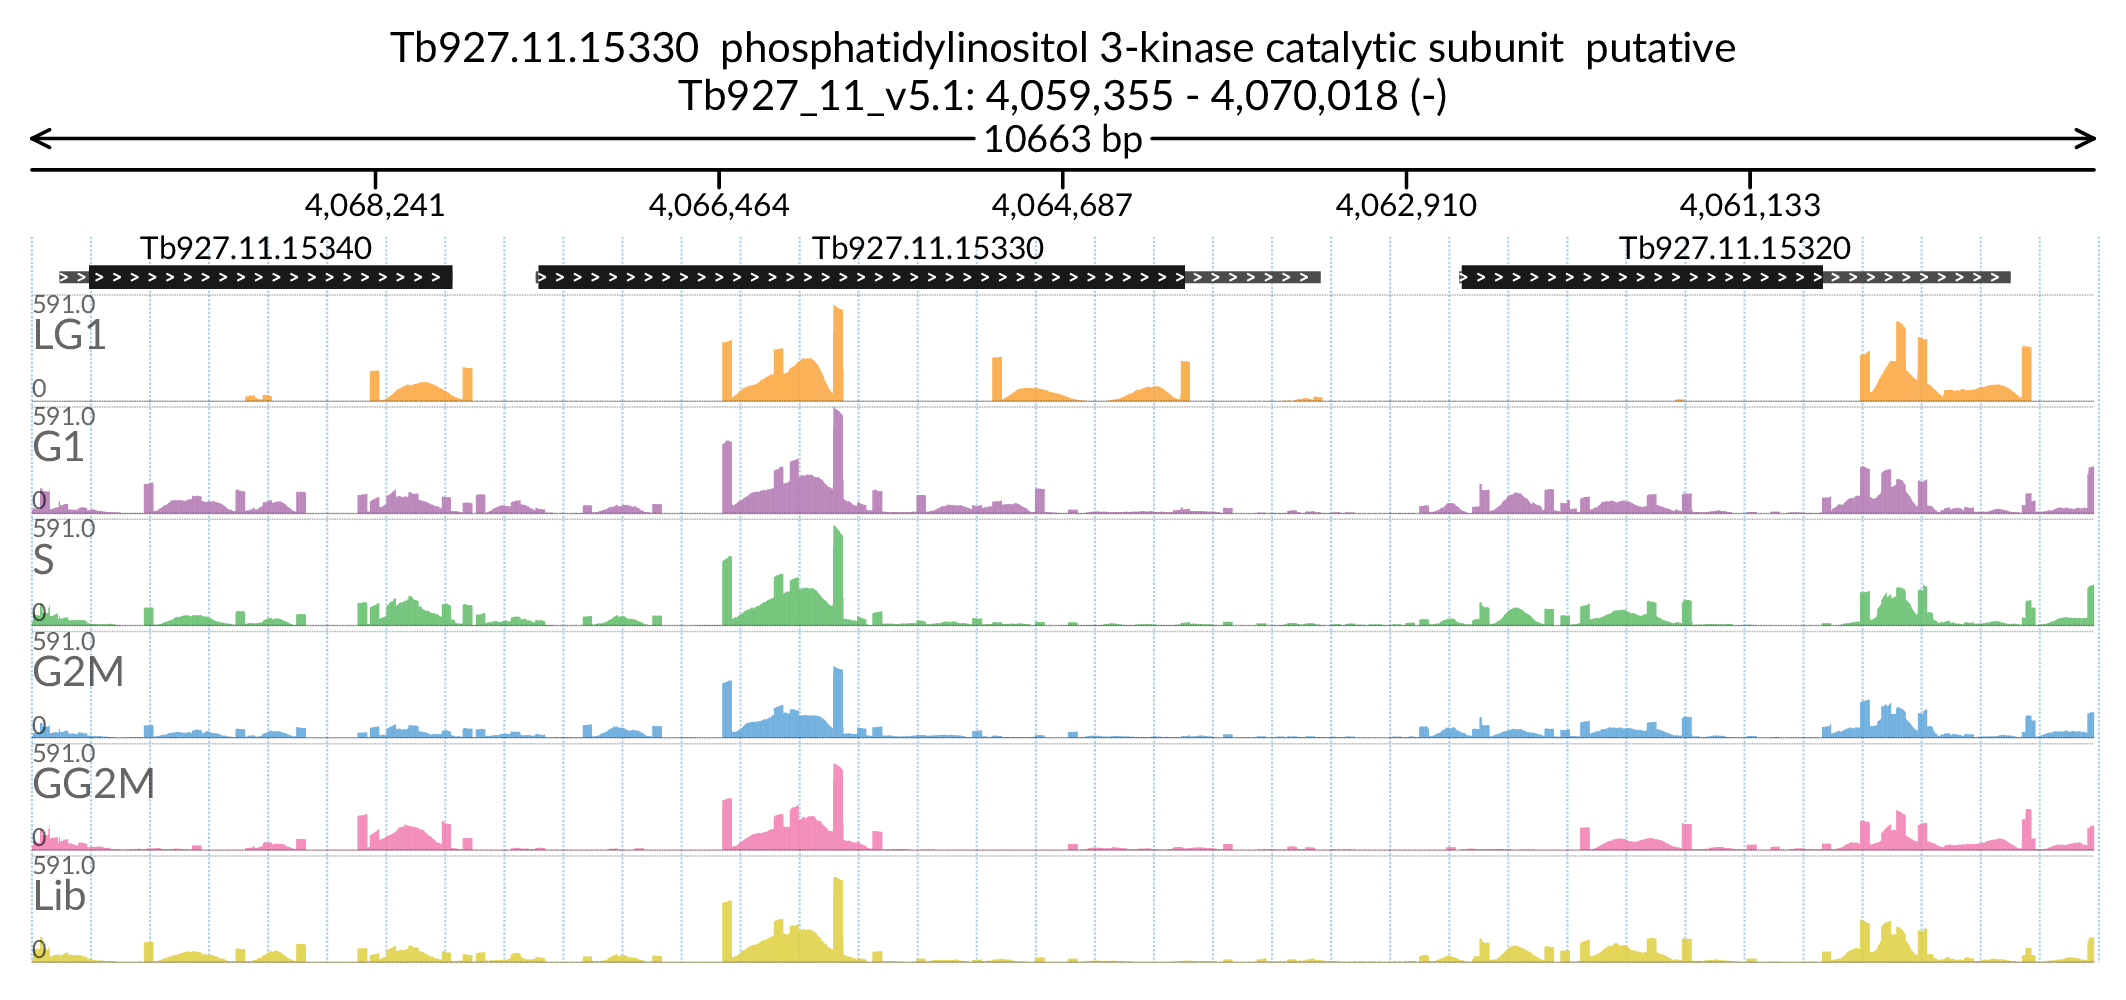 Tb927.11.15330  phosphatidylinositol 3-kinase catalytic subunit  putative
Tb927_11_v5.1: 4,059,355 - 4,070,018 (-)
10663 bp
4,068,241 4,066,464 4,064,687 4,062,910 4,061,133
Tb927.11.15340 Tb927.11.15330 Tb927.11.15320
591.0
LG1
0
591.0
G1
0
591.0
S
0
591.0
G2M
0
591.0
GG2M
0
591.0
Lib
0